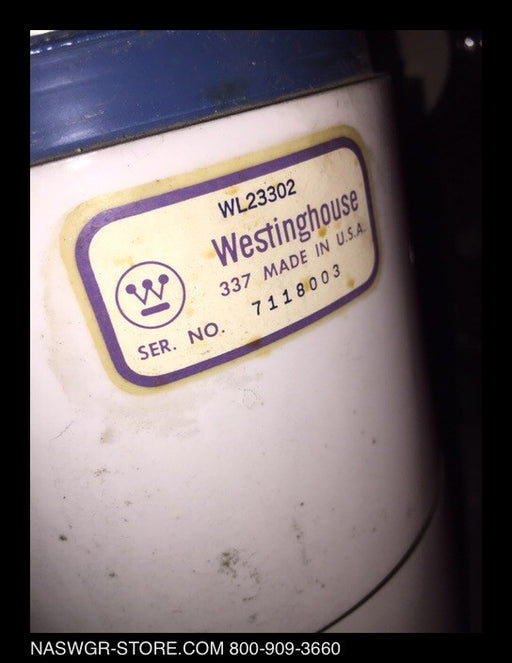 WL23302
Westinghouse
337 MADE IN U.S.A.
SER. NO. 7118003
NASWGR-STORE.COM 800-909-3660